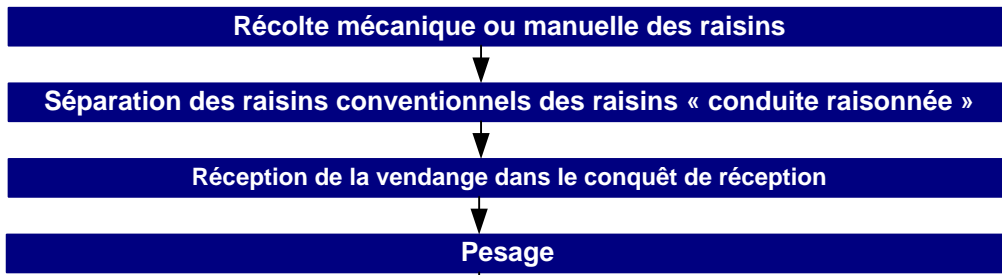 Récolte mécanique ou manuelle des raisins
Séparation des raisins conventionnels des raisins « conduite raisonnée »
Réception de la vendange dans le conquêt de réception
Pesage